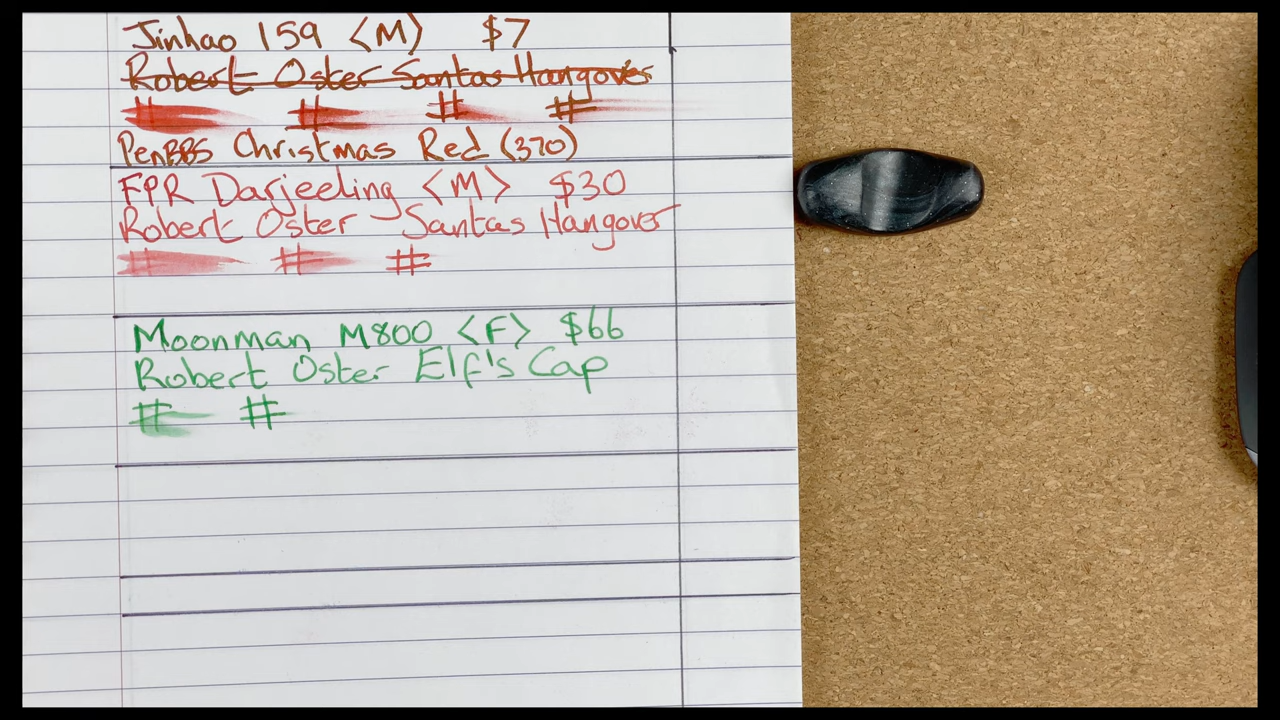 Jinhao 159 <M> $7
Robert Oster Santas Hangover
# # # #
PenBBS Christmas Red (370)
FPR Darjeeling <M> $30
Robert Oster Santas Hangover
# # #
Moonman M800 <F> $66
Robert Oster Elf's Cap
# #